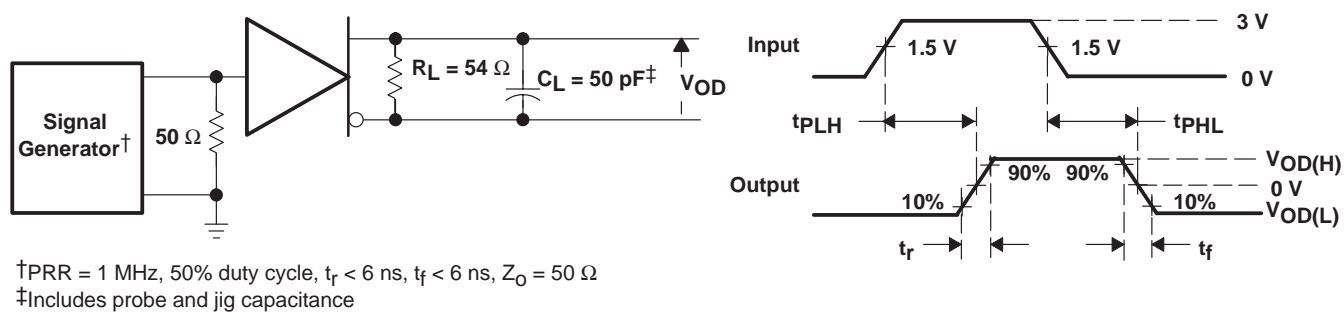 Signal
Generator†
50 Ω
RL = 54 Ω
CL = 50 pF‡
VOD
Input
1.5 V
1.5 V
3 V
0 V
tPLH
tPHL
Output
10%
90%
90%
10%
VOD(H)
0 V
VOD(L)
tr
tf
†PRR = 1 MHz, 50% duty cycle, tr < 6 ns, tf < 6 ns, Zo = 50 Ω
‡Includes probe and jig capacitance